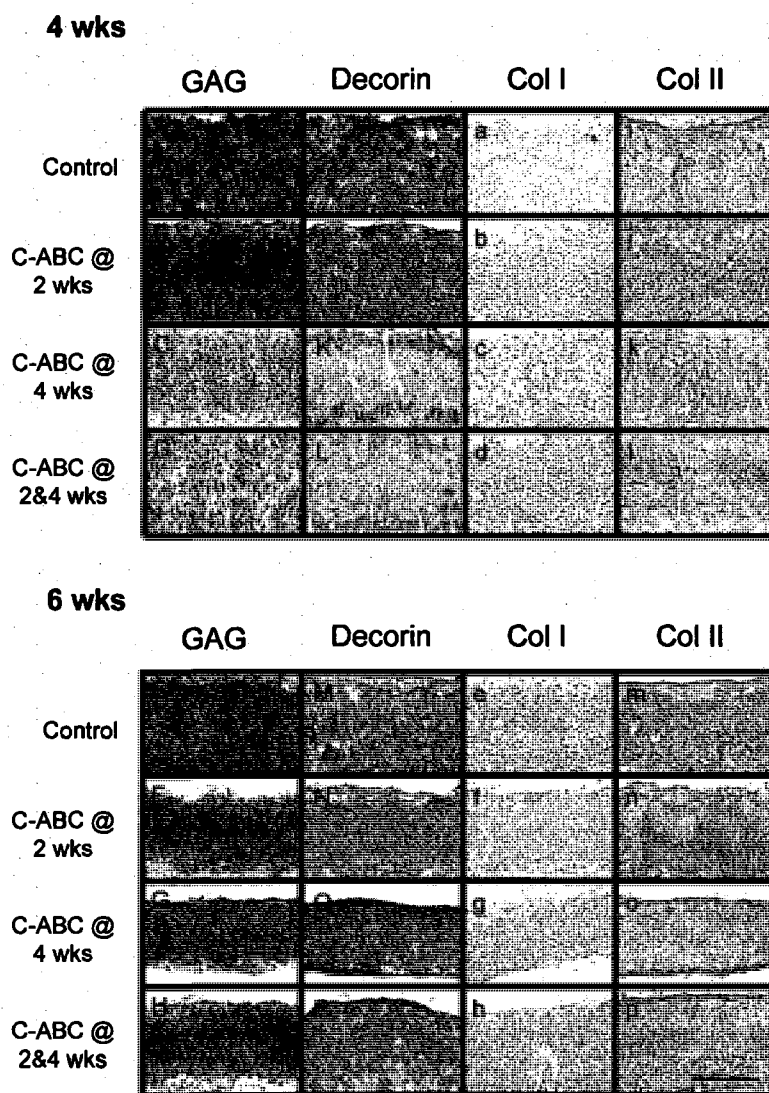 4 wks
GAG Decorin Col I Col II
Control
a
C-ABC @
2 wks
b
C-ABC @
4 wks
K c k
C-ABC @
2&4 wks
L d l
6 wks
GAG Decorin Col I Col II
Control
M e m
C-ABC @
2 wks
F N f n
C-ABC @
4 wks
G O g o
C-ABC @
2&4 wks
H h p